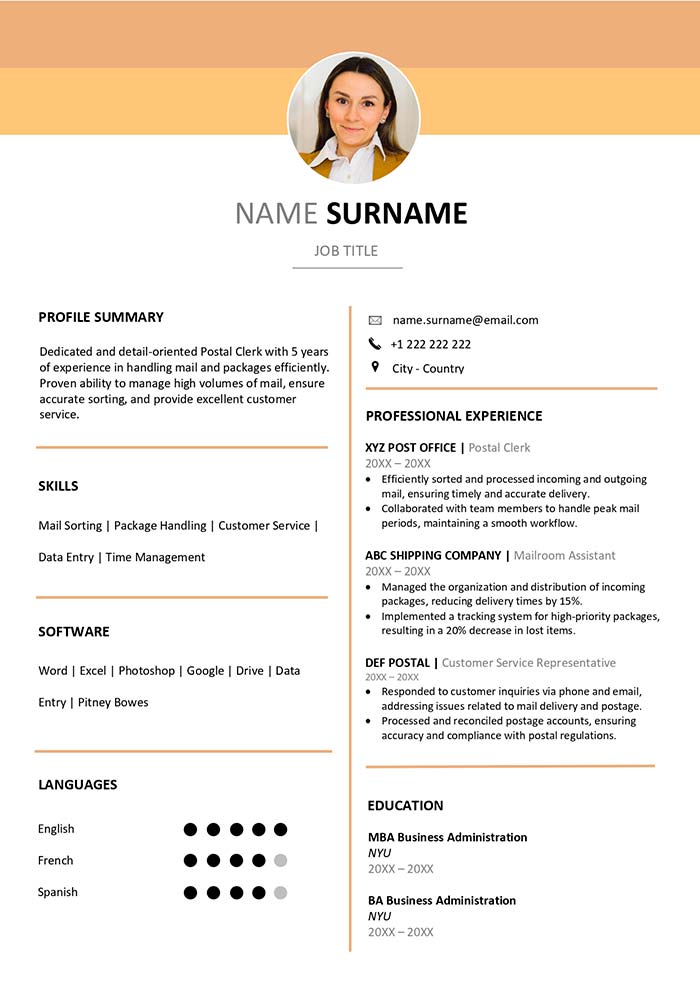 NAME SURNAME
JOB TITLE
PROFILE SUMMARY
Dedicated and detail-oriented Postal Clerk with 5 years
of experience in handling mail and packages efficiently.
Proven ability to manage high volumes of mail, ensure
accurate sorting, and provide excellent customer
service.
SKILLS
Mail Sorting | Package Handling | Customer Service |
Data Entry | Time Management
SOFTWARE
Word | Excel | Photoshop | Google | Drive | Data
Entry | Pitney Bowes
LANGUAGES
English
French
Spanish
name.surname@email.com
+1 222 222 222
City - Country
PROFESSIONAL EXPERIENCE
XYZ POST OFFICE | Postal Clerk
20XX – 20XX
• Efficiently sorted and processed incoming and outgoing
mail, ensuring timely and accurate delivery.
• Collaborated with team members to handle peak mail
periods, maintaining a smooth workflow.
ABC SHIPPING COMPANY | Mailroom Assistant
20XX – 20XX
• Managed the organization and distribution of incoming
packages, reducing delivery times by 15%.
• Implemented a tracking system for high-priority packages,
resulting in a 20% decrease in lost items.
DEF POSTAL | Customer Service Representative
20XX – 20XX
• Responded to customer inquiries via phone and email,
addressing issues related to mail delivery and postage.
• Processed and reconciled postage accounts, ensuring
accuracy and compliance with postal regulations.
EDUCATION
MBA Business Administration
NYU
20XX – 20XX
BA Business Administration
NYU
20XX – 20XX